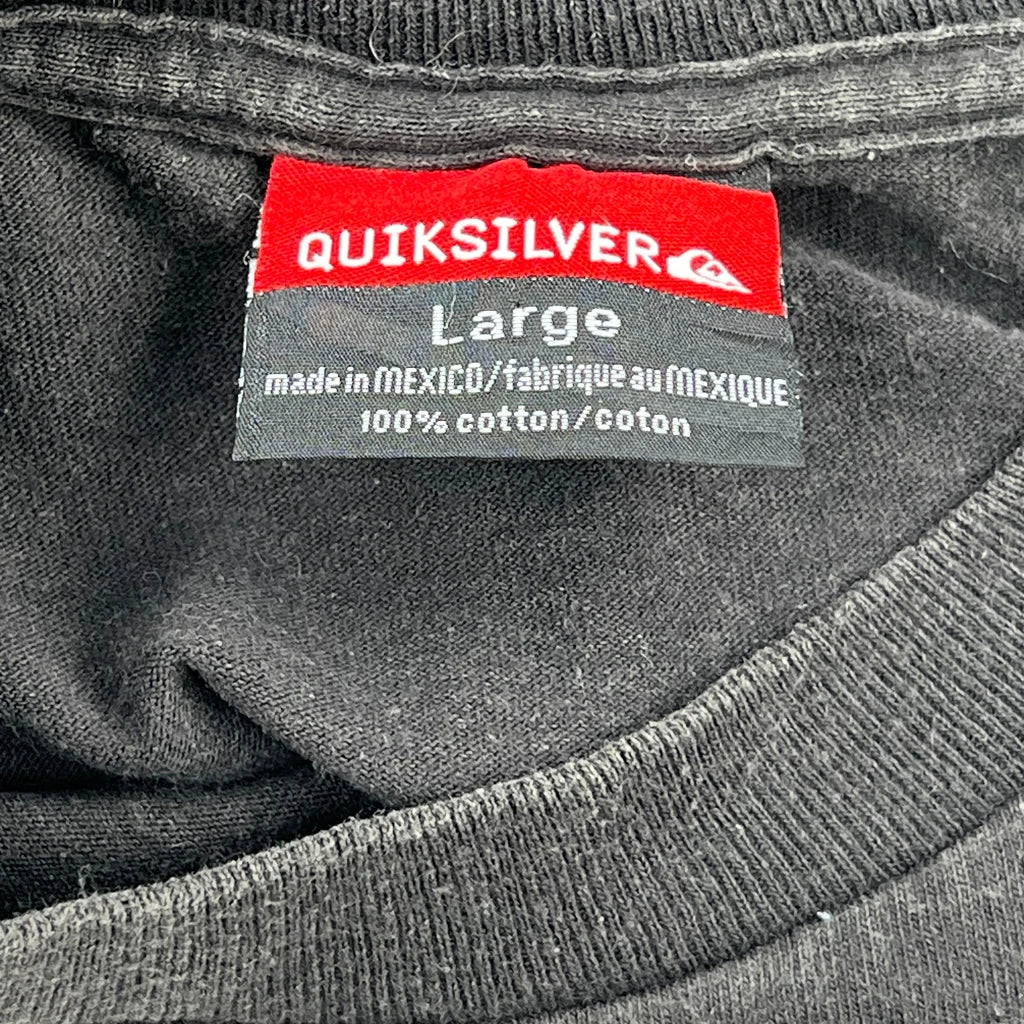 QUIKSILVER
Large
made in MEXICO/fabrique au MEXIQUE
100% cotton/coton